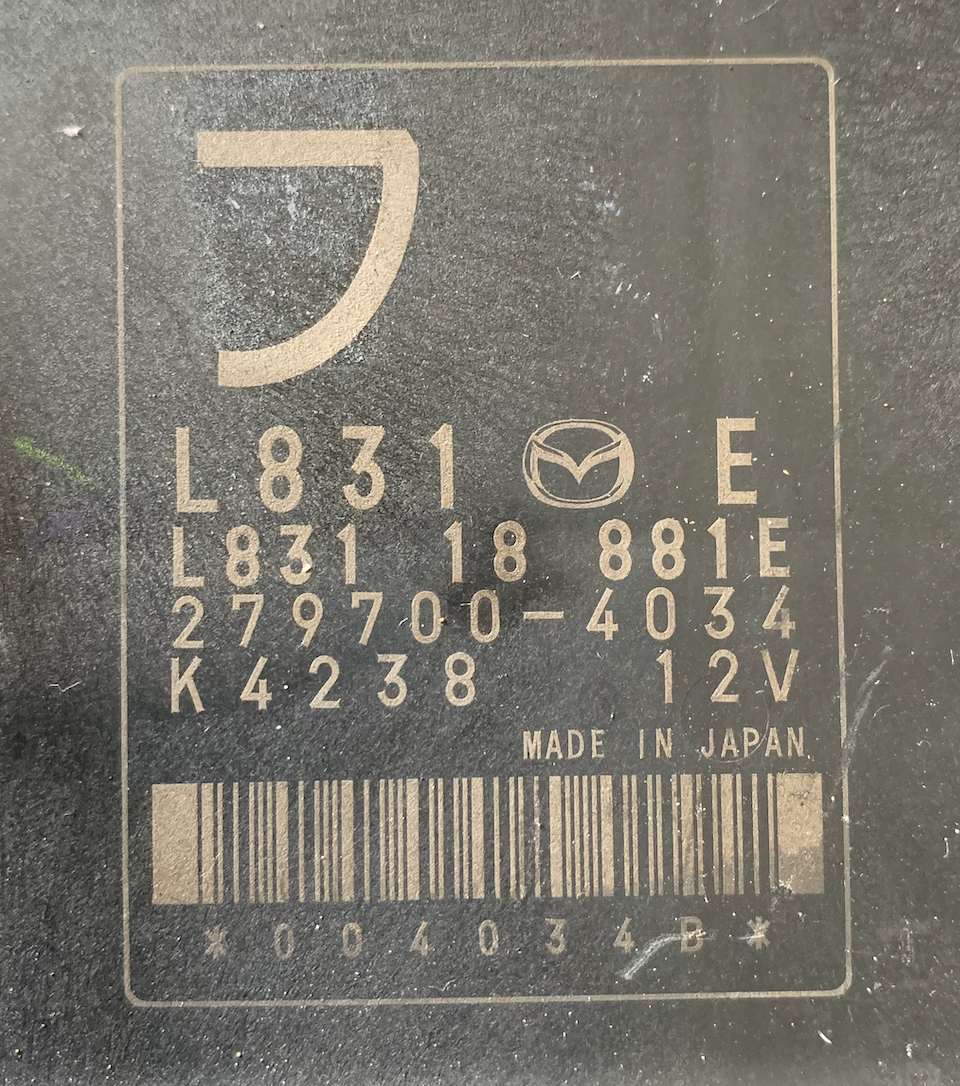 フ
L831 E
L831 18 881E
279700-4034
K4238 12V
MADE IN JAPAN
*004034B*